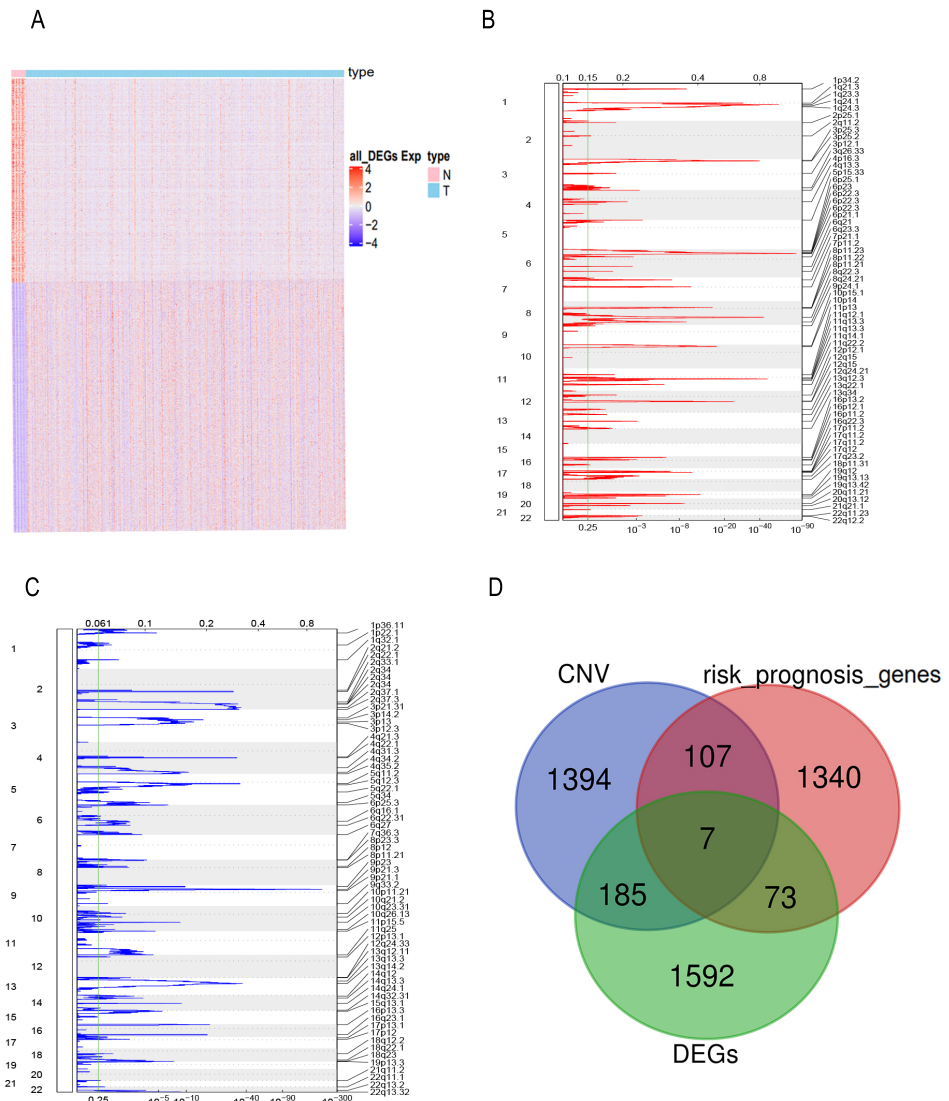 A
type
all_DEGs Exp type
4
2
0
−2
−4
N
T
B
0.1 0.15 0.2 0.4 0.8
1
2
3
4
5
6
7
8
9
10
11
12
13
14
15
16
17
18
19
20
21
22
1p34.2
1q21.3
1q23.3
1q24.1
1q24.3
2p25.1
2q11.2
3p25.3
3p25.2
3p12.1
3q26.33
4p16.3
4q13.3
5p15.33
6p25.1
6p23
6p22.3
6p22.3
6p22.3
6p21.1
6q21
6q23.3
7p21.1
7p11.2
8p11.23
8p11.22
8p11.21
8q22.3
8q24.21
9p24.1
10p15.1
10p14
11p13
11q12.1
11q13.3
11q13.3
11q14.1
11q22.2
12p12.1
12q15
12q15
12q24.21
13q12.3
13q22.1
13q34
16p13.2
16p12.1
16p11.2
16q22.3
17p11.2
17q11.2
17q11.2
17q12
17q23.2
18p11.31
19q12
19q13.13
19q13.42
20q11.21
20q13.12
21q21.1
22q11.23
22q12.2
0.25 10−3 10−8 10−20 10−40 10−90
C
0.061 0.1 0.2 0.4 0.8
1
2
3
4
5
6
7
8
9
10
11
12
13
14
15
16
17
18
19
20
21
22
1p36.11
1p22.1
1q32.1
2q21.2
2q22.1
2q33.1
2q34
2q34
2q34
2q37.1
2q37.3
3p21.31
3p14.2
3p13
3p12.3
4q21.3
4q22.1
4q31.3
4q34.2
4q35.2
5q11.2
5q12.3
5q22.1
5q34
6p25.3
6q16.1
6q22.31
6q27
7q36.3
8p23.3
8p12
8p11.21
9p23
9p21.3
9p21.1
9q33.2
10p11.21
10q21.2
10q23.31
10q26.13
11p15.5
11q25
12p13.1
12q24.33
13q12.11
13q13.3
13q14.2
14q12
14q13.3
14q24.1
14q32.31
15q13.1
16p13.3
16q23.1
17p13.1
17p12
18q12.2
18q22.1
18q23
19p13.3
21q11.2
22q11.1
22q13.2
22q13.32
0.25 10−5 10−10 10−40 10−90 10−300
D
CNV
risk_prognosis_genes
1394
107
1340
7
185
73
1592
DEGs